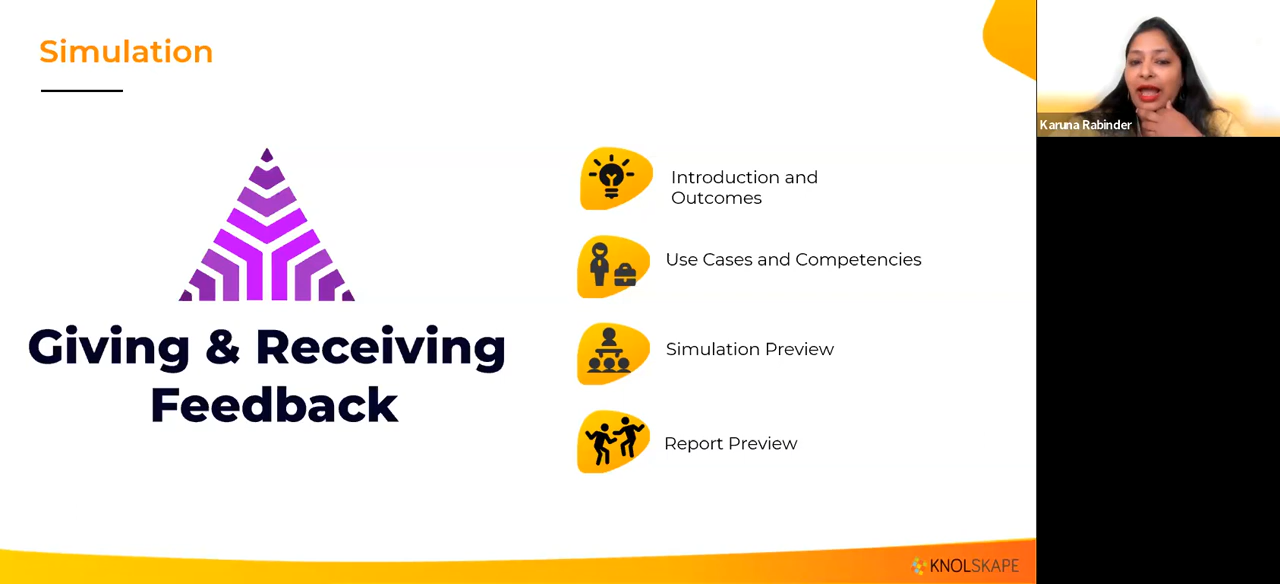 Simulation
Karuna Rabinder
Introduction and
Outcomes
Use Cases and Competencies
Giving & Receiving
Feedback
Simulation Preview
Report Preview
KNOLSKAPE